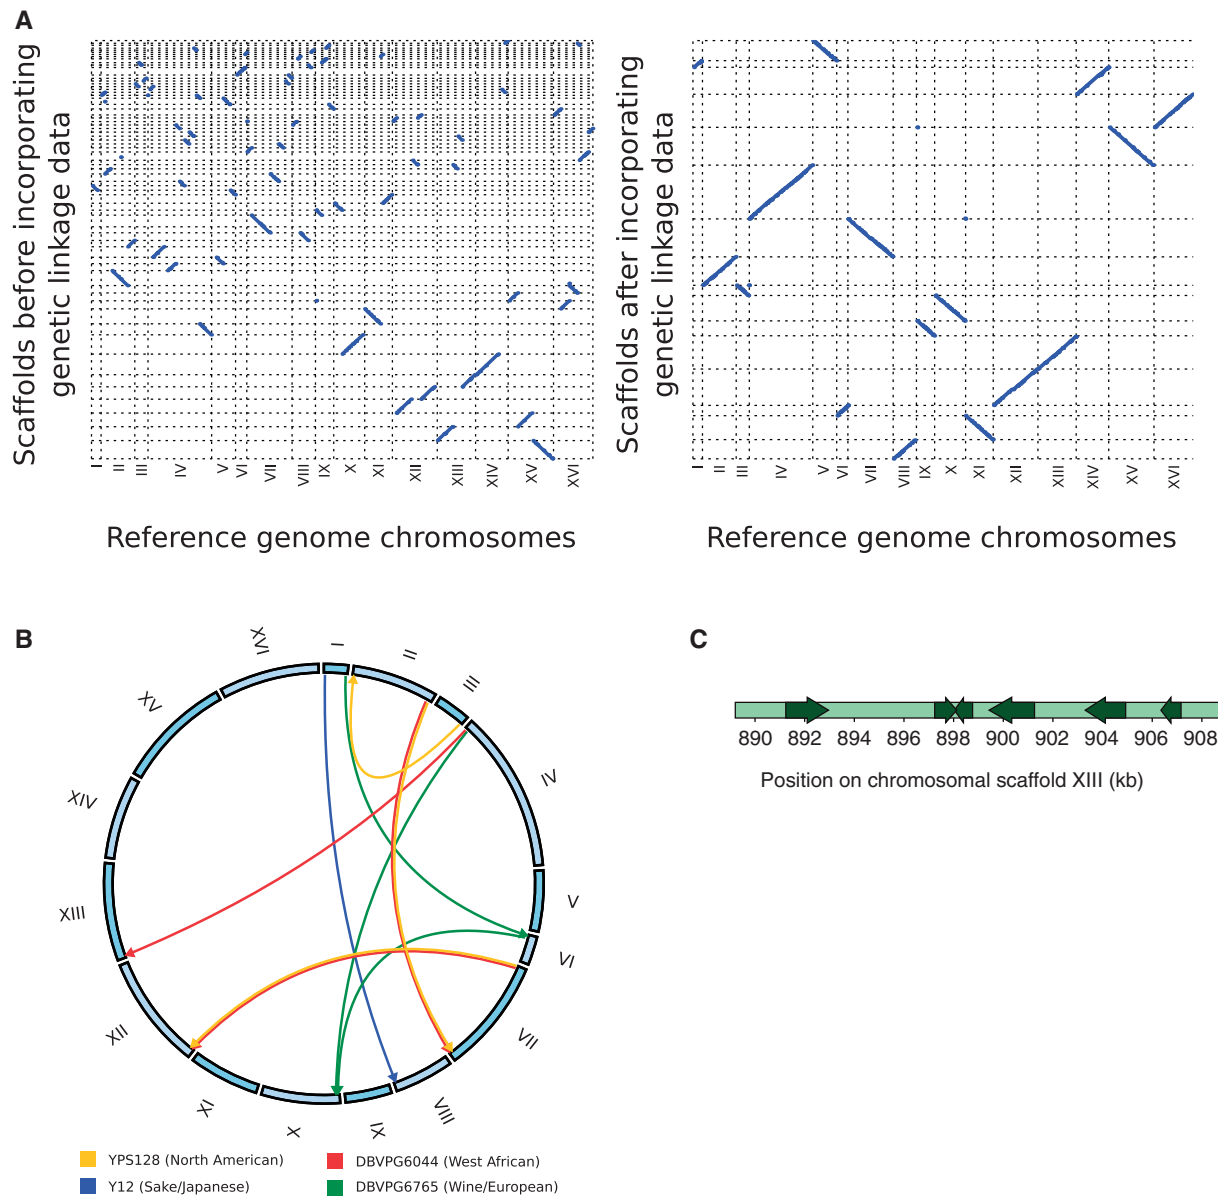 A
Scaffolds before incorporating
genetic linkage data
I II III IV V VI VII VIII IX X XI XII XIII XIV XV XVI
Reference genome chromosomes
Scaffolds after incorporating
genetic linkage data
I II III IV V VI VII VIII IX X XI XII XIII XIV XV XVI
Reference genome chromosomes
B
I II III IV V VI VII VIII IX X XI XII XIII XIV XV XVI
YPS128 (North American)
DBVPG6044 (West African)
Y12 (Sake/Japanese)
DBVPG6765 (Wine/European)
C
890 892 894 896 898 900 902 904 906 908
Position on chromosomal scaffold XIII (kb)